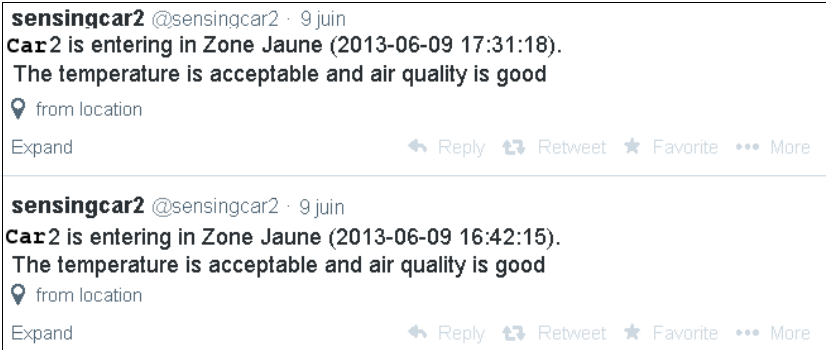 sensingcar2 @sensingcar2 · 9 juin
Car2 is entering in Zone Jaune (2013-06-09 17:31:18).
The temperature is acceptable and air quality is good
from location
Expand Reply Retweet Favorite ••• More
sensingcar2 @sensingcar2 · 9 juin
Car2 is entering in Zone Jaune (2013-06-09 16:42:15).
The temperature is acceptable and air quality is good
from location
Expand Reply Retweet Favorite ••• More